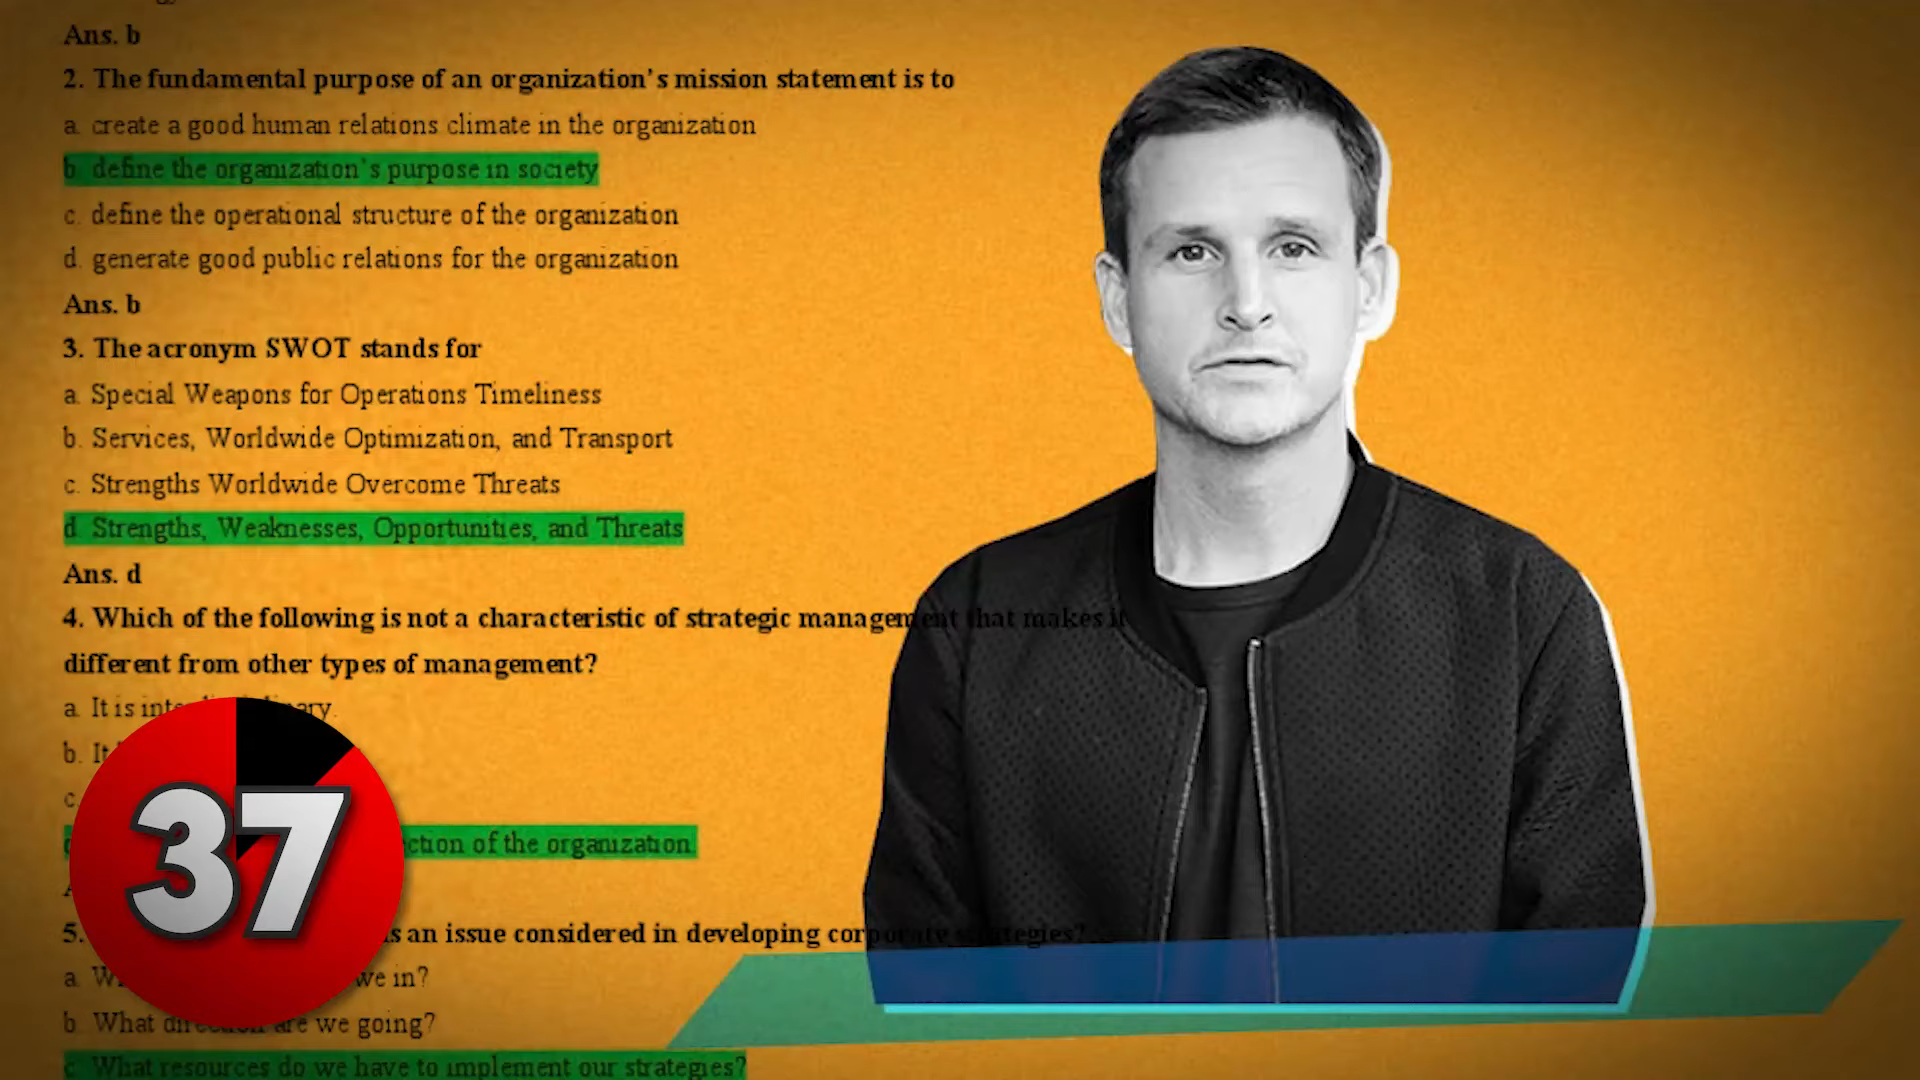 Ans. b
2. The fundamental purpose of an organization's mission statement is to
a. create a good human relations climate in the organization
b. define the organization's purpose in society
c. define the operational structure of the organization
d. generate good public relations for the organization
Ans. b
3. The acronym SWOT stands for
a. Special Weapons for Operations Timeliness
b. Services, Worldwide Optimization, and Transport
c. Strengths Worldwide Overcome Threats
d. Strengths, Weaknesses, Opportunities, and Threats
Ans. d
4. Which of the following is not a characteristic of strategic management that makes it
different from other types of management?
a. It is
b. It
c.
of the organization.
37
5. an issue considered in developing corporate strategies?
a. we in?
b. What direction are we going?
c. What resources do we have to implement our strategies?